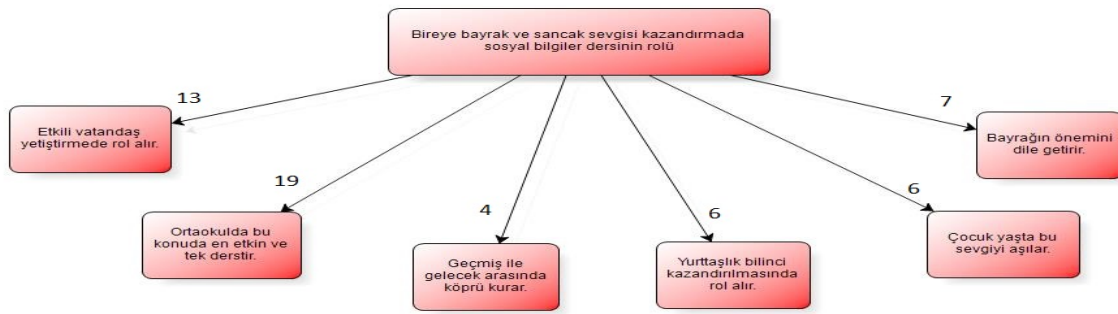 Bireye bayrak ve sancak sevgisi kazandırmada
sosyal bilgiler dersinin rolü
13
Etkili vatandaş
yetiştirmede rol alır.
19
Ortaokulda bu
konuda en etkin ve
tek derstir.
4
Geçmiş ile
gelecek arasında
köprü kurar.
6
Yurttaşlık bilinci
kazandırılmasında
rol alır.
6
Çocuk yaşta bu
sevgiyi aşılar.
7
Bayrağın önemini
dile getirir.